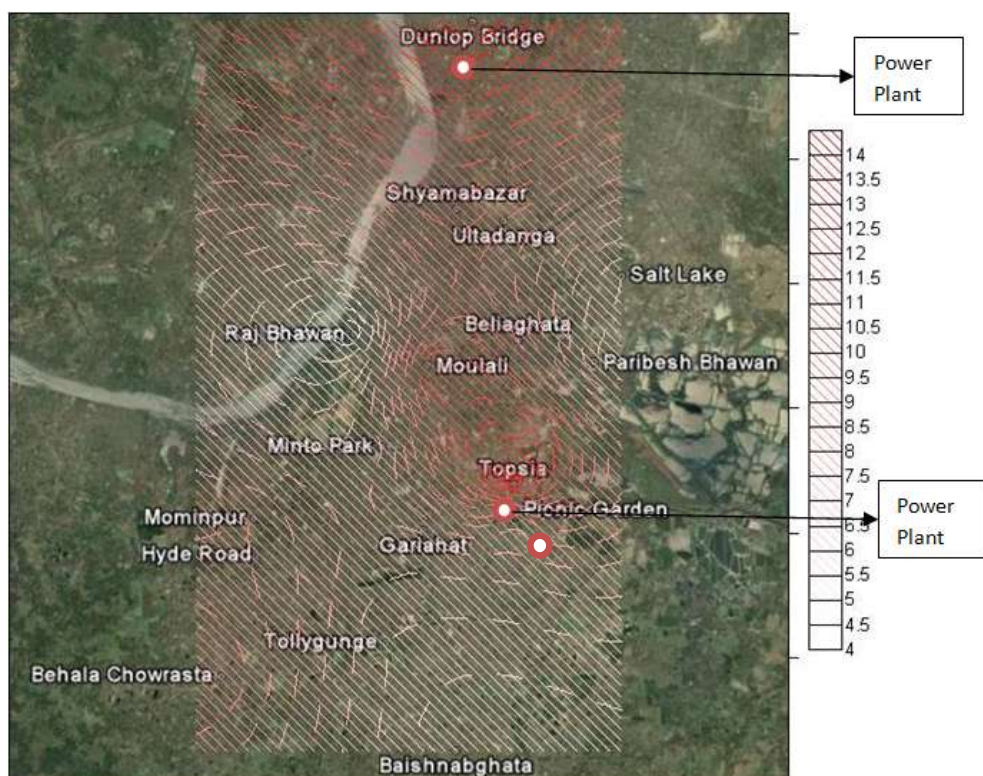 Dunlop Bridge
Power
Plant
14
13.5
Shyamabazar
13
12.5
Ultadanga
12
11.5
Salt Lake
11
10.5
Raj Bhawan
Beliaghata
10
Moulali
Paribesh Bhawan
9.5
9
8.5
Minto Park
8
Topsia
7.5
7
Picnic Garden
Power
Plant
6.5
Mominpur
6
Hyde Road
Gariahat
5.5
5
4.5
Tollygunge
4
Behala Chowrasta
Baishnabghata